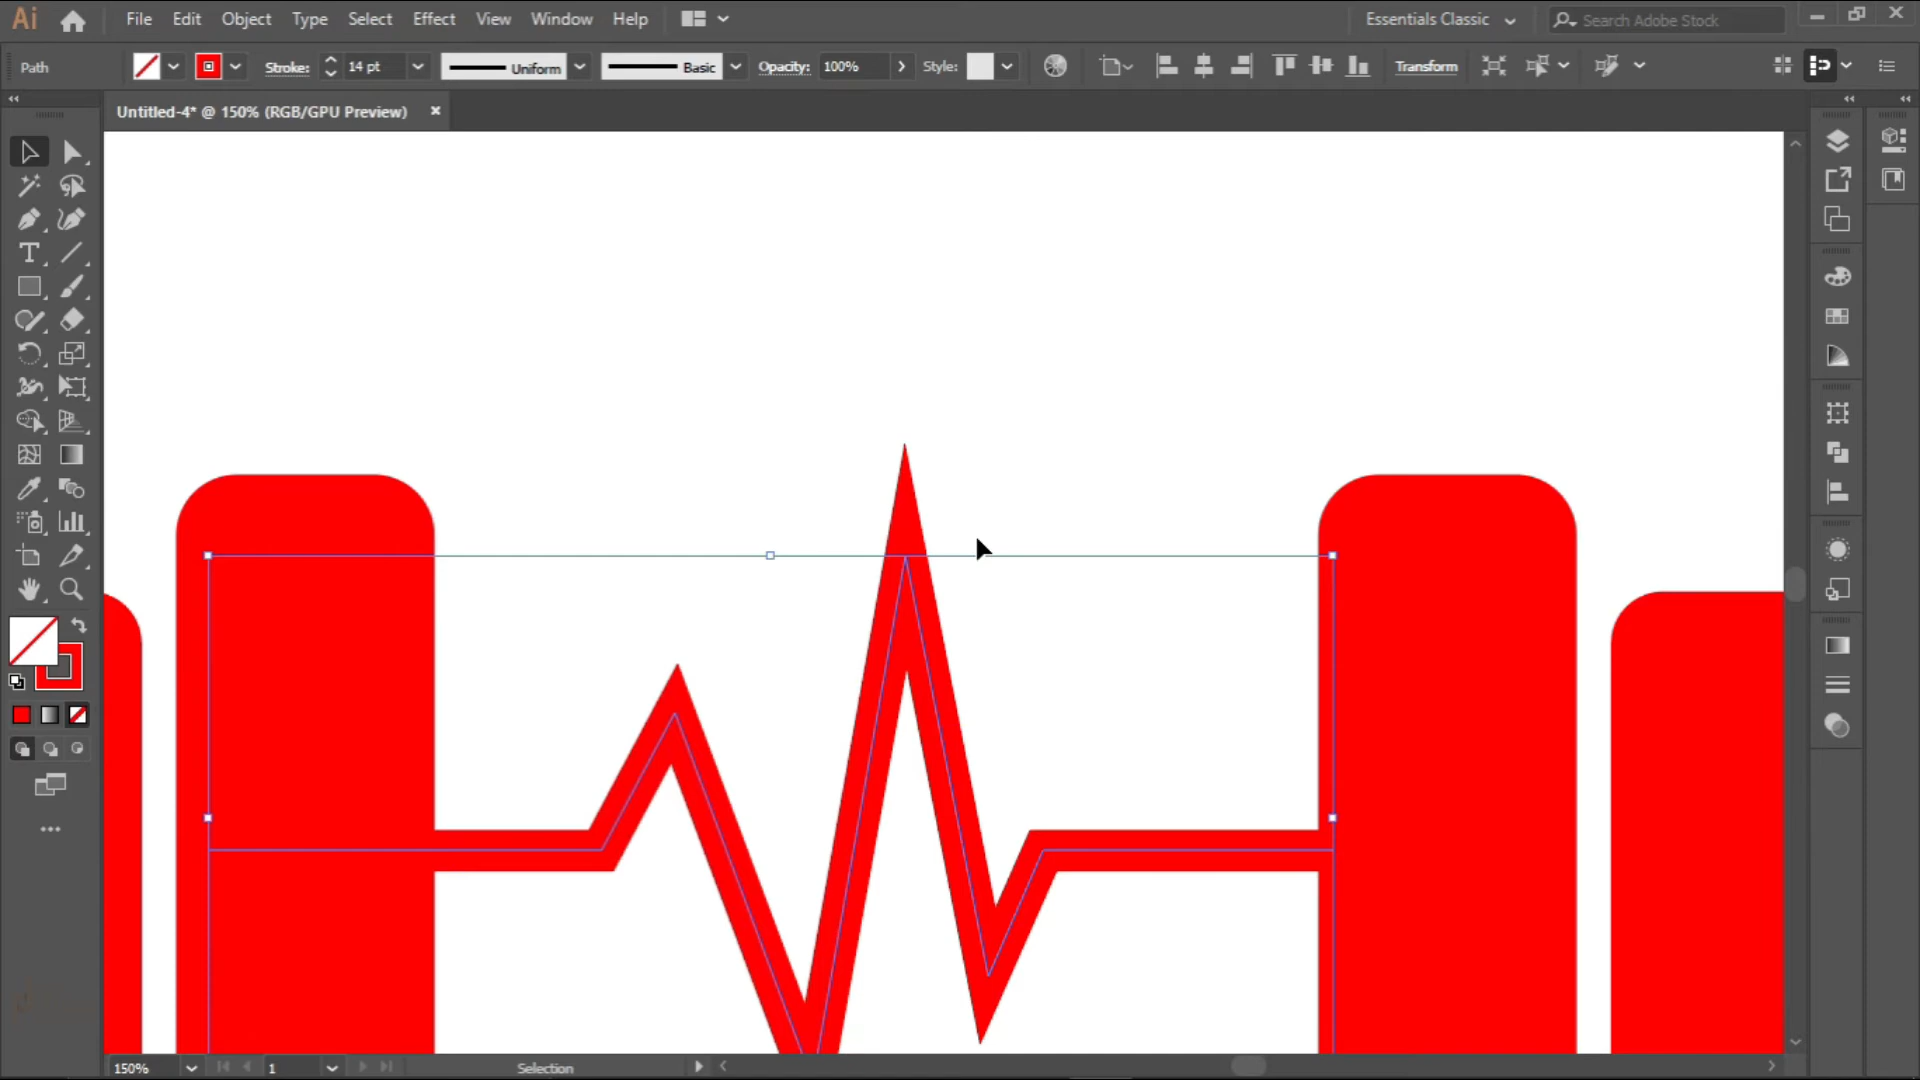 Ai File Edit Object Type Select Effect View Window Help Essentials Classic Search Adobe Stock
Path Stroke: 14 pt Uniform Basic Opacity: 100% Style: Transform
Untitled-4* @ 150% (RGB/GPU Preview)
150% 1 Selection